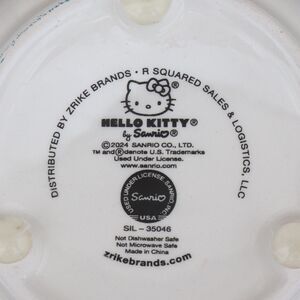 DISTRIBUTED BY ZRIKE BRANDS · R SQUARED SALES & LOGISTICS, LLC
HELLO KITTY®
by Sanrio®
©2024 SANRIO CO., LTD.
TM and ® denote U.S. Trademarks
Used Under License.
www.sanrio.com
USED UNDER LICENSE SANRIO, INC.
Sanrio
USA
SIL - 35046
Not Dishwasher Safe
Not Microwave Safe
Made in China
zrikebrands.com